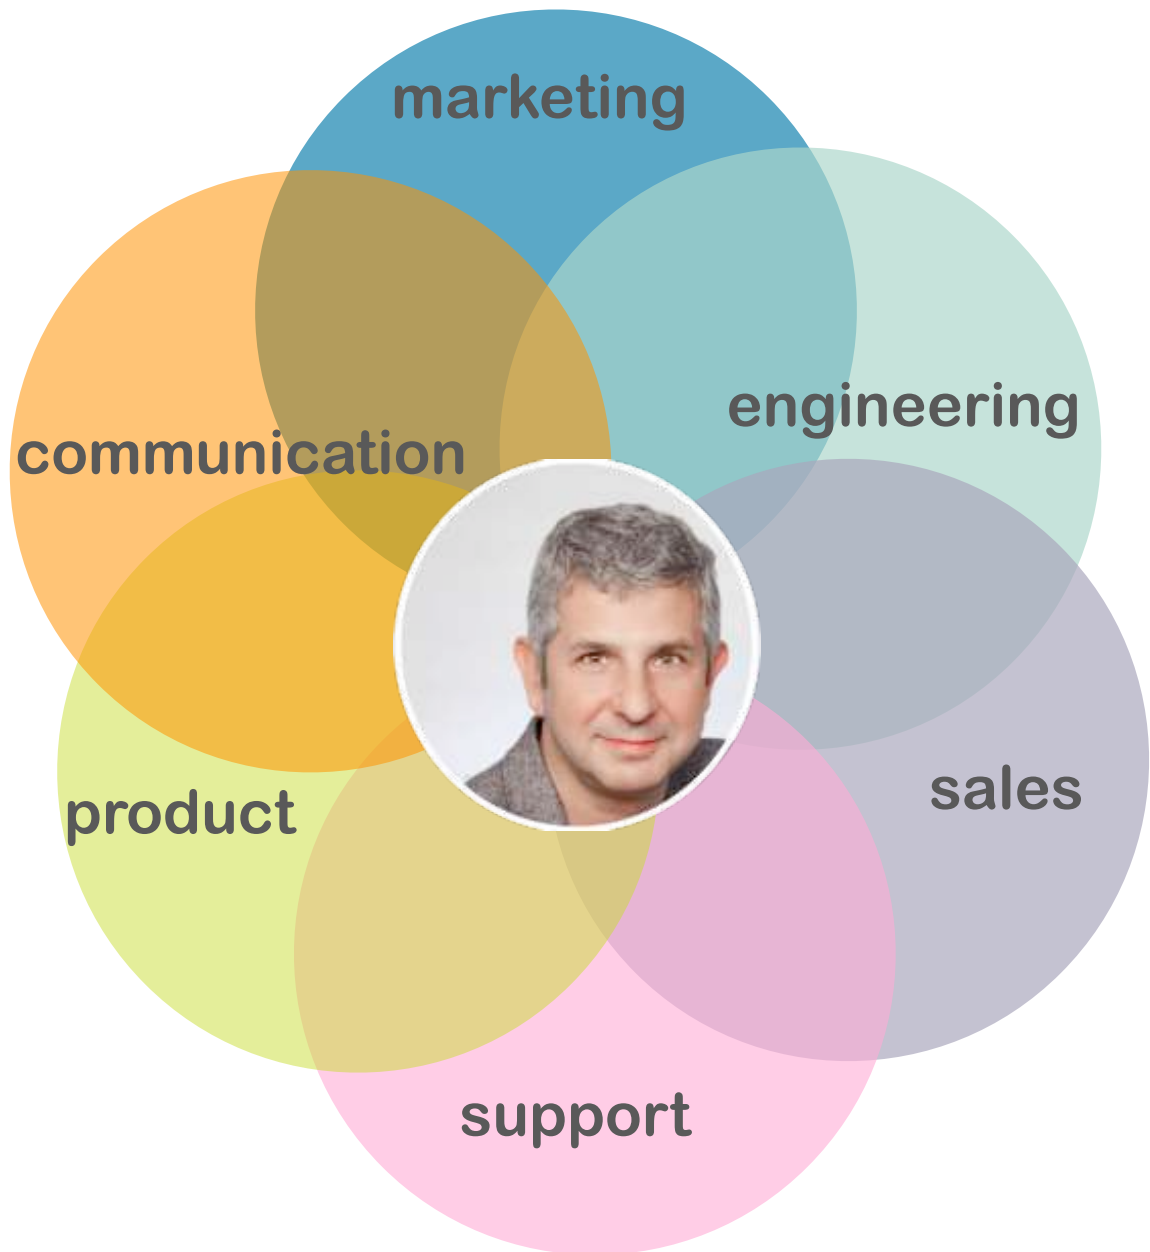 marketing
engineering
communication
sales
product
support